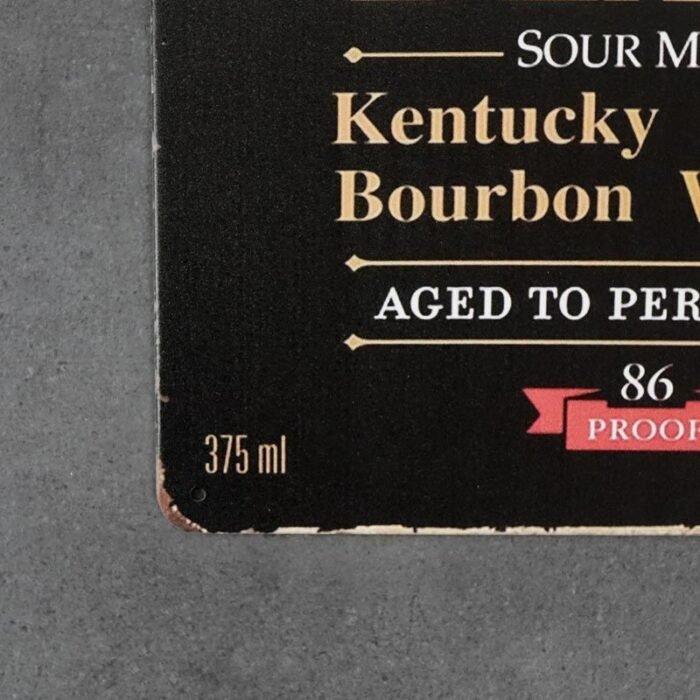 SOUR M
Kentucky
Bourbon W
AGED TO PER
86
PROOF
375 ml